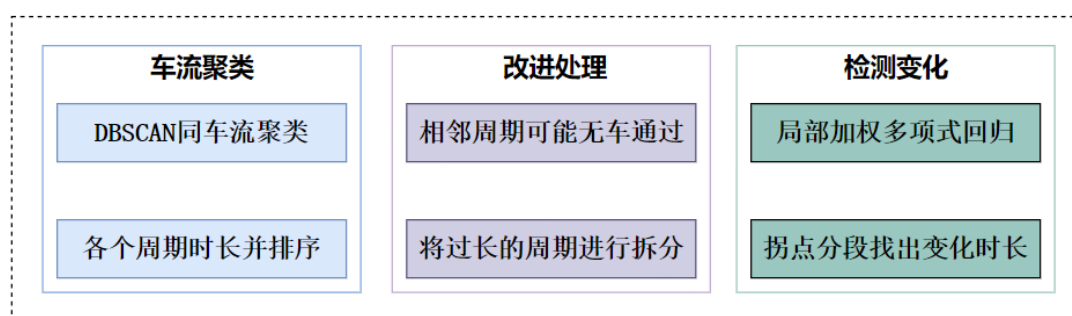 车流聚类
DBSCAN同车流聚类
各个周期时长并排序
改进处理
相邻周期可能无车通过
将过长的周期进行拆分
检测变化
局部加权多项式回归
拐点分段找出变化时长